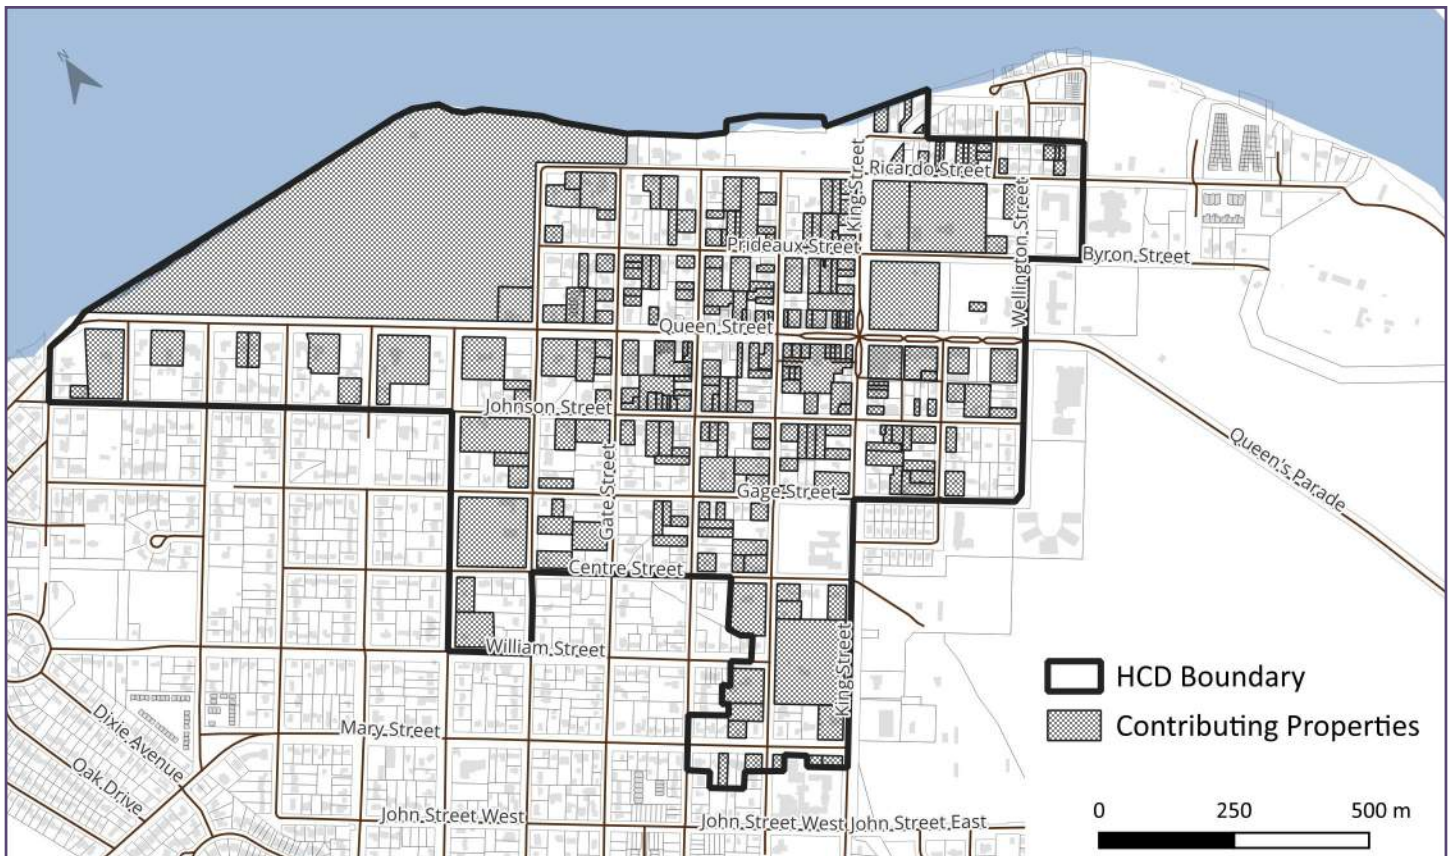 N
King Street
Ricardo Street
Prideaux Street
Wellington Street
Byron Street
Queen Street
Johnson Street
Gate Street
Gage Street
Queen's Parade
Centre Street
William Street
King Street
HCD Boundary
Contributing Properties
Dixie Avenue
Mary Street
Oak Drive
John Street West
John Street West
John Street East
0 250 500 m